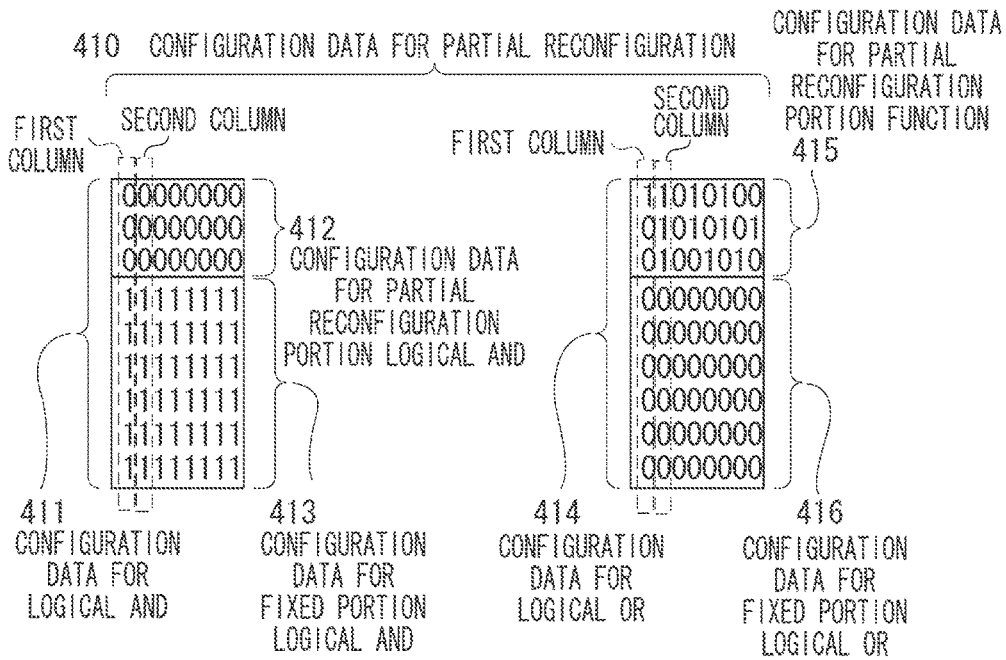 410 CONFIGURATION DATA FOR PARTIAL RECONFIGURATION
CONFIGURATION DATA
FOR PARTIAL
RECONFIGURATION
PORTION FUNCTION
415
FIRST
COLUMN
SECOND COLUMN
00000000
00000000
00000000
11111111
11111111
11111111
11111111
11111111
11111111
412
CONFIGURATION DATA
FOR PARTIAL
RECONFIGURATION
PORTION LOGICAL AND
FIRST COLUMN
SECOND
COLUMN
11010100
01010101
01001010
00000000
00000000
00000000
00000000
00000000
00000000
411
CONFIGURATION
DATA FOR
LOGICAL AND
413
CONFIGURATION
DATA FOR
FIXED PORTION
LOGICAL AND
414
CONFIGURATION
DATA FOR
LOGICAL OR
416
CONFIGURATION
DATA FOR
FIXED PORTION
LOGICAL OR